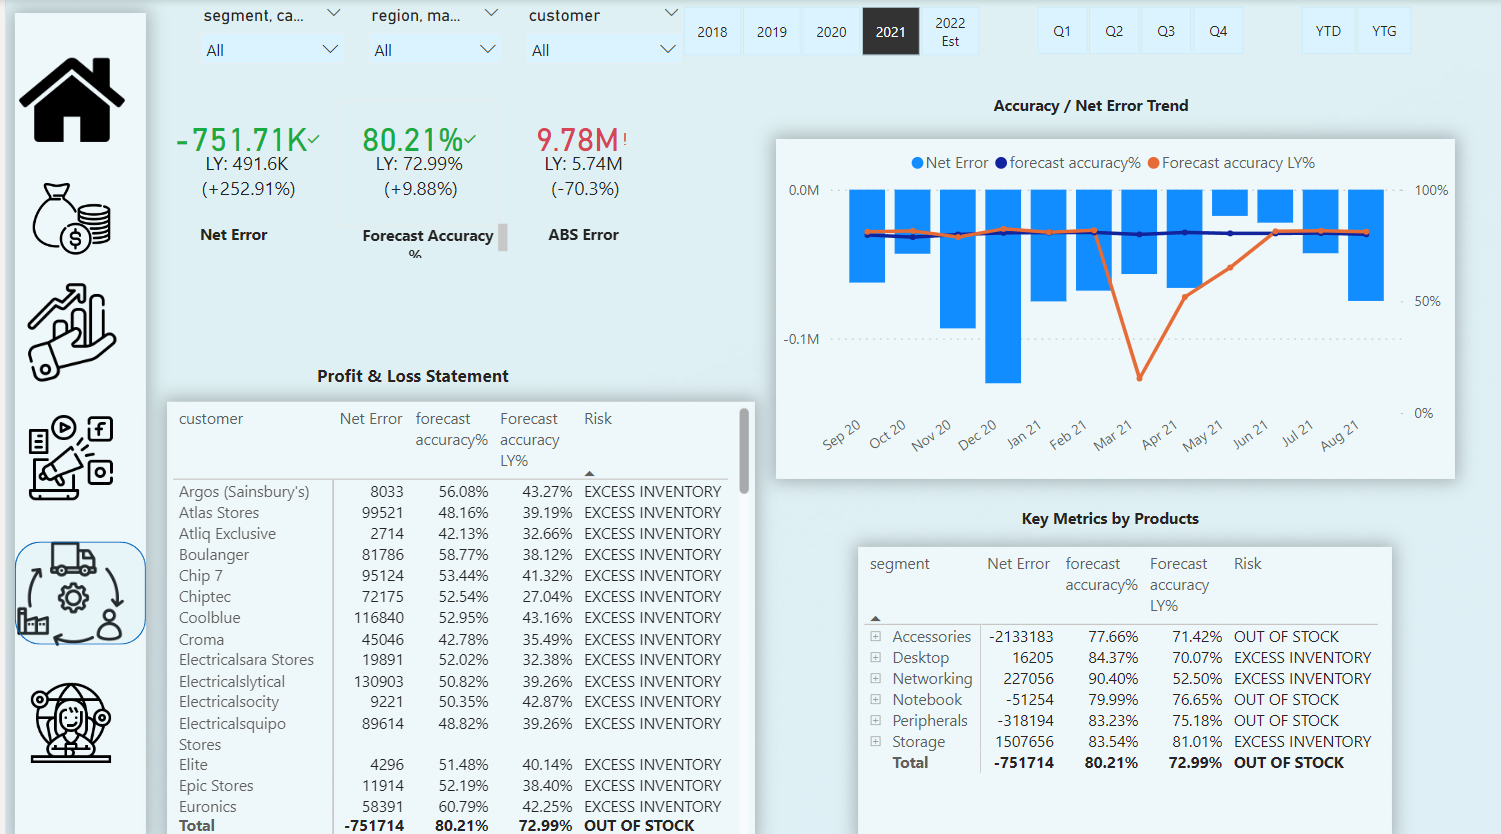 segment, ca...
region, ma...
customer
All
All
All
2018
2019
2020
2021
2022
Est
Q1
Q2
Q3
Q4
YTD
YTG
-751.71K
LY: 491.6K
(+252.91%)
Net Error
80.21%
LY: 72.99%
(+9.88%)
Forecast Accuracy
%
9.78M!
LY: 5.74M
(-70.3%)
ABS Error
Accuracy / Net Error Trend
Net Error forecast accuracy% Forecast accuracy LY%
0.0M
-0.1M
100%
50%
0%
Sep 20
Oct 20
Nov 20
Dec 20
Jan 21
Feb 21
Mar 21
Apr 21
May 21
Jun 21
Jul 21
Aug 21
Profit & Loss Statement
customer Net Error forecast Forecast Risk
accuracy% accuracy
LY%
Argos (Sainsbury's) 8033 56.08% 43.27% EXCESS INVENTORY
Atlas Stores 99521 48.16% 39.19% EXCESS INVENTORY
Atliq Exclusive 2714 42.13% 32.66% EXCESS INVENTORY
Boulanger 81786 58.77% 38.12% EXCESS INVENTORY
Chip 7 95124 53.44% 41.32% EXCESS INVENTORY
Chiptec 72175 52.54% 27.04% EXCESS INVENTORY
Coolblue 116840 52.95% 43.16% EXCESS INVENTORY
Croma 45046 42.78% 35.49% EXCESS INVENTORY
Electricalsara Stores 19891 52.02% 32.38% EXCESS INVENTORY
Electricalslytical 130903 50.82% 39.26% EXCESS INVENTORY
Electricalsocity 9221 50.35% 42.87% EXCESS INVENTORY
Electricalsquipo 89614 48.82% 39.26% EXCESS INVENTORY
Stores
Elite 4296 51.48% 40.14% EXCESS INVENTORY
Epic Stores 11914 52.19% 38.40% EXCESS INVENTORY
Euronics 58391 60.79% 42.25% EXCESS INVENTORY
Total -751714 80.21% 72.99% OUT OF STOCK
Key Metrics by Products
segment Net Error forecast Forecast Risk
accuracy% accuracy
LY%
Accessories -2133183 77.66% 71.42% OUT OF STOCK
Desktop 16205 84.37% 70.07% EXCESS INVENTORY
Networking 227056 90.40% 52.50% EXCESS INVENTORY
Notebook -51254 79.99% 76.65% OUT OF STOCK
Peripherals -318194 83.23% 75.18% OUT OF STOCK
Storage 1507656 83.54% 81.01% EXCESS INVENTORY
Total -751714 80.21% 72.99% OUT OF STOCK